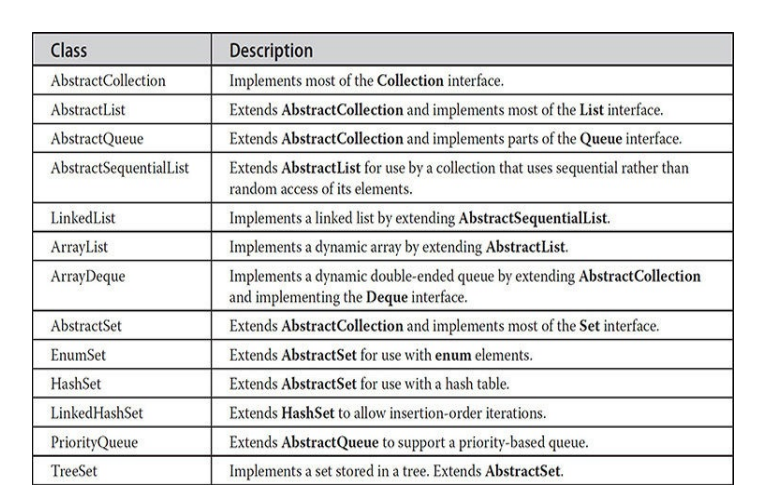 Class Description
AbstractCollection Implements most of the Collection interface.
AbstractList Extends AbstractCollection and implements most of the List interface.
AbstractQueue Extends AbstractCollection and implements parts of the Queue interface.
AbstractSequentialList Extends AbstractList for use by a collection that uses sequential rather than
random access of its elements.
LinkedList Implements a linked list by extending AbstractSequentialList.
ArrayList Implements a dynamic array by extending AbstractList.
ArrayDeque Implements a dynamic double-ended queue by extending AbstractCollection
and implementing the Deque interface.
AbstractSet Extends AbstractCollection and implements most of the Set interface.
EnumSet Extends AbstractSet for use with enum elements.
HashSet Extends AbstractSet for use with a hash table.
LinkedHashSet Extends HashSet to allow insertion-order iterations.
PriorityQueue Extends AbstractQueue to support a priority-based queue.
TreeSet Implements a set stored in a tree. Extends AbstractSet.